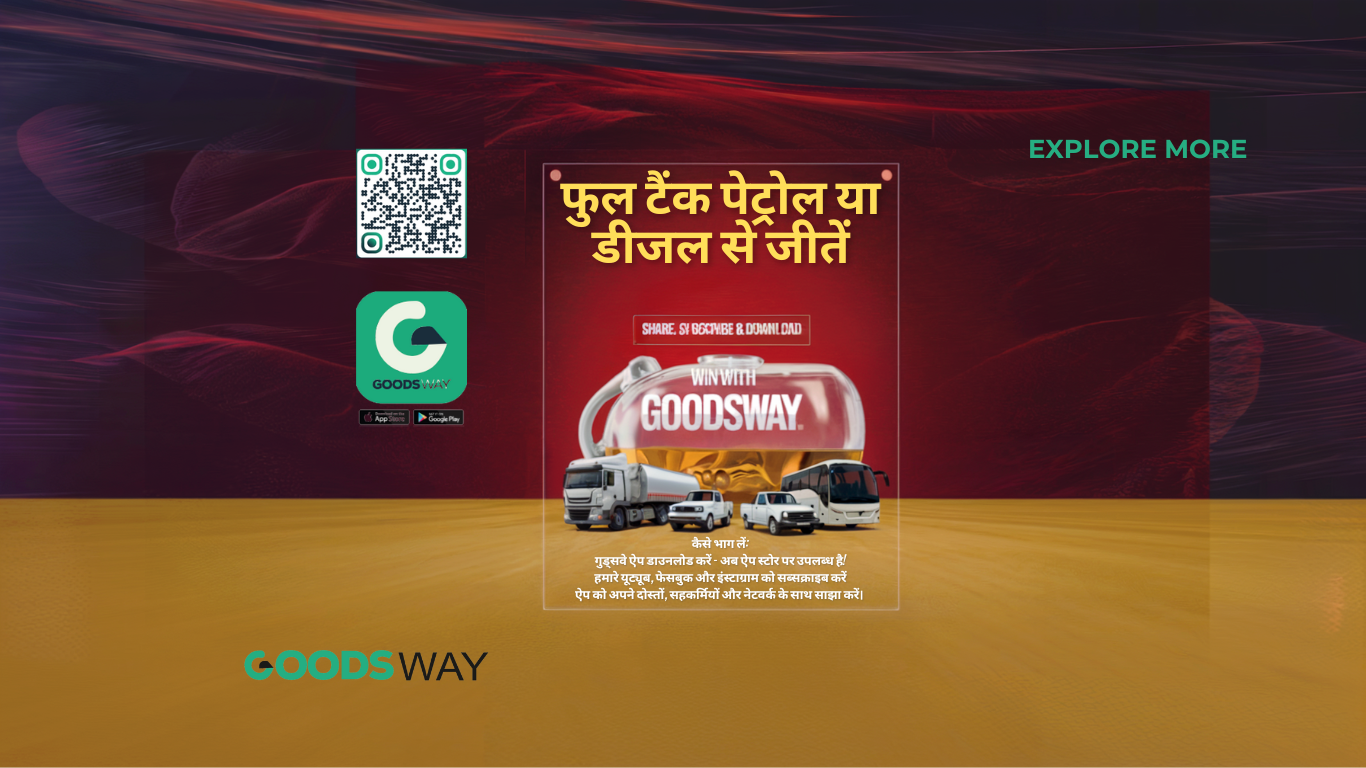 EXPLORE MORE
फुल टैंक पेट्रोल या
डीजल से जीतें
SHARE, & DOWNLOAD
WIN WITH
GOODSWAY
GOODSWAY
App Store
Google Play
कैसे भाग लें:
गुड्सवे ऐप डाउनलोड करें - अब ऐप स्टोर पर उपलब्ध है!
हमारे यूट्यूब, फेसबुक और इंस्टाग्राम को सब्सक्राइब करें
ऐप को अपने दोस्तों, सहकर्मियों और नेटवर्क के साथ साझा करें।
GOODSWAY